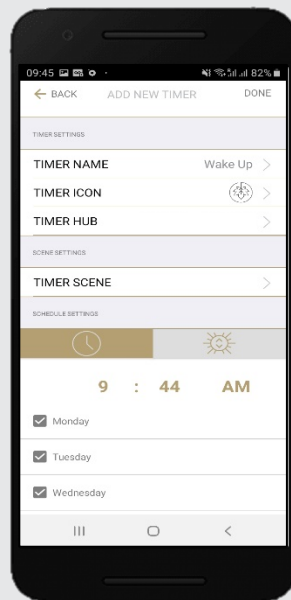 09:45 82%
BACK ADD NEW TIMER DONE
TIMER SETTINGS
TIMER NAME Wake Up
TIMER ICON
TIMER HUB
SCENE SETTINGS
TIMER SCENE
SCHEDULE SETTINGS
9 : 44 AM
Monday
Tuesday
Wednesday